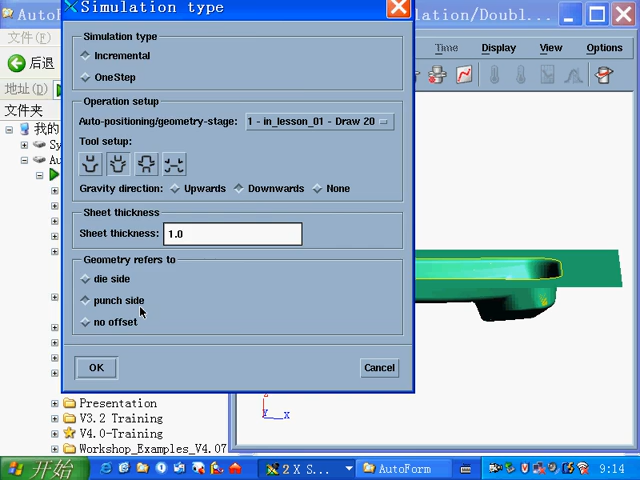 AutoFo
Simulation type
lation/Doubl...
文件(F)
后退
地址(D)
文件夹
我的
Sy
Au
Time Display View Options
Simulation type
Incremental
OneStep
Operation setup
Auto-positioning/geometry-stage: 1 - in_lesson_01 - Draw 20
Tool setup:
Gravity direction: Upwards Downwards None
Sheet thickness
Sheet thickness: 1.0
Geometry refers to
die side
punch side
no offset
OK Cancel
Presentation
V3.2 Training
V4.0-Training
Workshop_Examples_V4.07
Y x
开始 2 X S... AutoForm 9:14